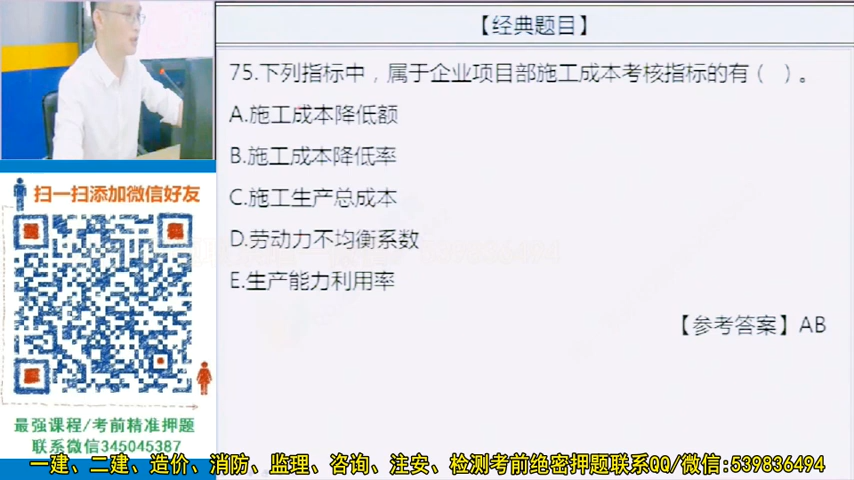 【经典题目】
75.下列指标中，属于企业项目部施工成本考核指标的有（ ）。
A.施工成本降低额
B.施工成本降低率
C.施工生产总成本
D.劳动力不均衡系数
E.生产能力利用率
【参考答案】AB
扫一扫添加微信好友
最强课程/考前精准押题
联系微信345045387
一建、二建、造价、消防、监理、咨询、注安、检测考前绝密押题联系QQ/微信:539836494